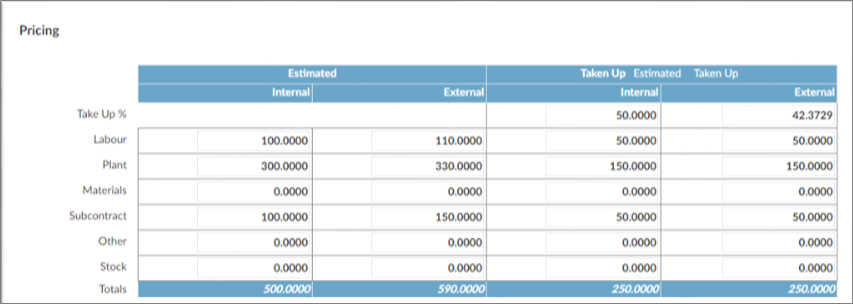 Pricing
Estimated Taken Up Estimated Taken Up
Internal External Internal External
Take Up % 50.0000 42.3729
Labour 100.0000 110.0000 50.0000 50.0000
Plant 300.0000 330.0000 150.0000 150.0000
Materials 0.0000 0.0000 0.0000 0.0000
Subcontract 100.0000 150.0000 50.0000 50.0000
Other 0.0000 0.0000 0.0000 0.0000
Stock 0.0000 0.0000 0.0000 0.0000
Totals 500.0000 590.0000 250.0000 250.0000